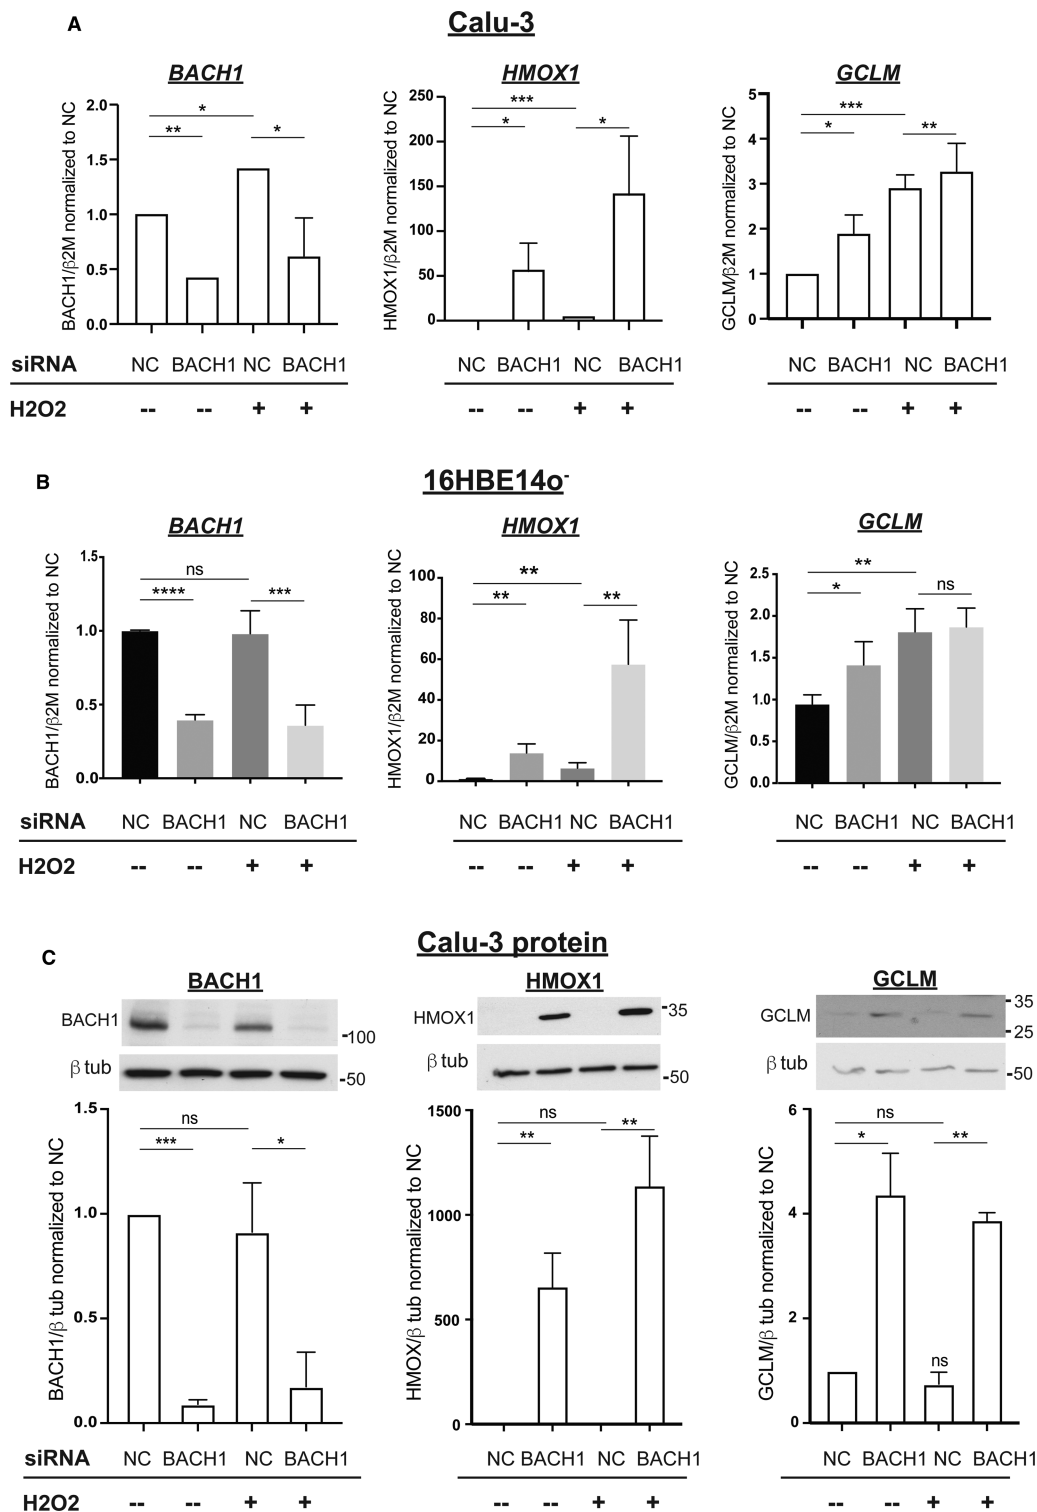 A
Calu-3
BACH1
HMOX1
GCLM
BACH1/β2M normalized to NC
2.0
1.5
1.0
0.5
0.0
*
**
*
HMOX1/β2M normalized to NC
250
200
150
100
50
0
***
*
*
GCLM/β2M normalized to NC
5
4
3
2
1
0
***
*
**
siRNA NC BACH1 NC BACH1 NC BACH1 NC BACH1 NC BACH1 NC BACH1
H2O2 -- -- + + -- -- + + -- -- + +
B
16HBE14o-
BACH1
HMOX1
GCLM
BACH1/β2M normalized to NC
1.5
1.0
0.5
0.0
ns
****
***
HMOX1/β2M normalized to NC
100
80
60
40
20
0
**
**
**
GCLM/β2M normalized to NC
2.5
2.0
1.5
1.0
0.5
0.0
**
*
ns
siRNA NC BACH1 NC BACH1 NC BACH1 NC BACH1 NC BACH1 NC BACH1
H2O2 -- -- + + -- -- + + -- -- + +
C
Calu-3 protein
BACH1
HMOX1
GCLM
BACH1
-100
β tub
-50
HMOX1
-35
β tub
-50
GCLM
-35
-25
β tub
-50
BACH1/β tub normalized to NC
1.5
1.0
0.5
0.0
ns
***
*
HMOX/β tub normalized to NC
1500
1000
500
0
ns
**
**
GCLM/β tub normalized to NC
6
4
2
0
ns
*
**
ns
siRNA NC BACH1 NC BACH1 NC BACH1 NC BACH1 NC BACH1 NC BACH1
H2O2 -- -- + + -- -- + + -- -- + +